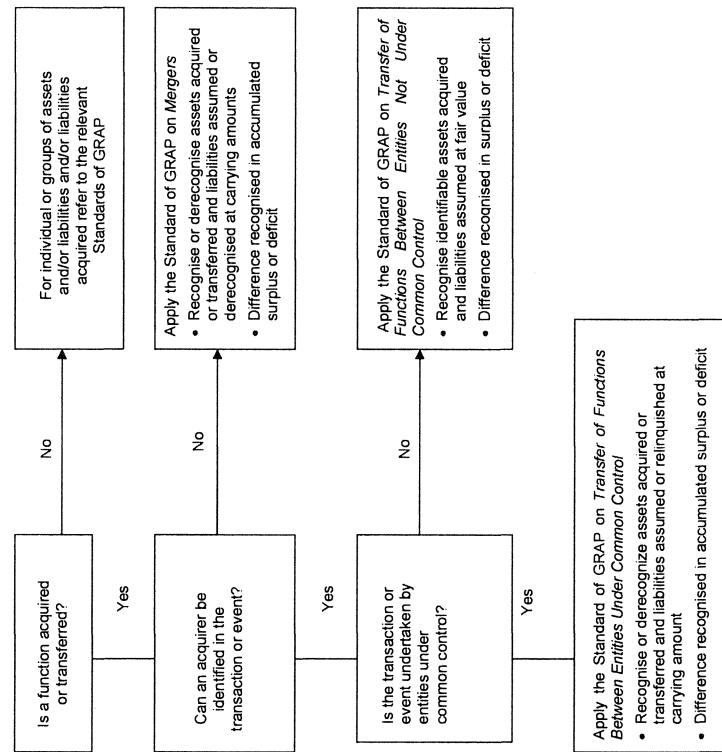 Is a function acquired
or transferred?
No
For individual or groups of assets
and/or liabilities and/or liabilities
acquired refer to the relevant
Standards of GRAP
Yes
Can an acquirer be
identified in the
transaction or event?
No
Apply the Standard of GRAP on Mergers
• Recognise or derecognise assets acquired
or transferred and liabilities assumed or
derecognised at carrying amounts
• Difference recognised in accumulated
surplus or deficit
Yes
Is the transaction or
event undertaken by
entities under
common control?
No
Apply the Standard of GRAP on Transfer of
Functions Between Entities Not Under
Common Control
• Recognise identifiable assets acquired
and liabilities assumed at fair value
• Difference recognised in surplus or deficit
Yes
Apply the Standard of GRAP on Transfer of Functions
Between Entities Under Common Control
• Recognise or derecognize assets acquired or
transferred and liabilities assumed or relinquished at
carrying amount
• Difference recognised in accumulated surplus or deficit